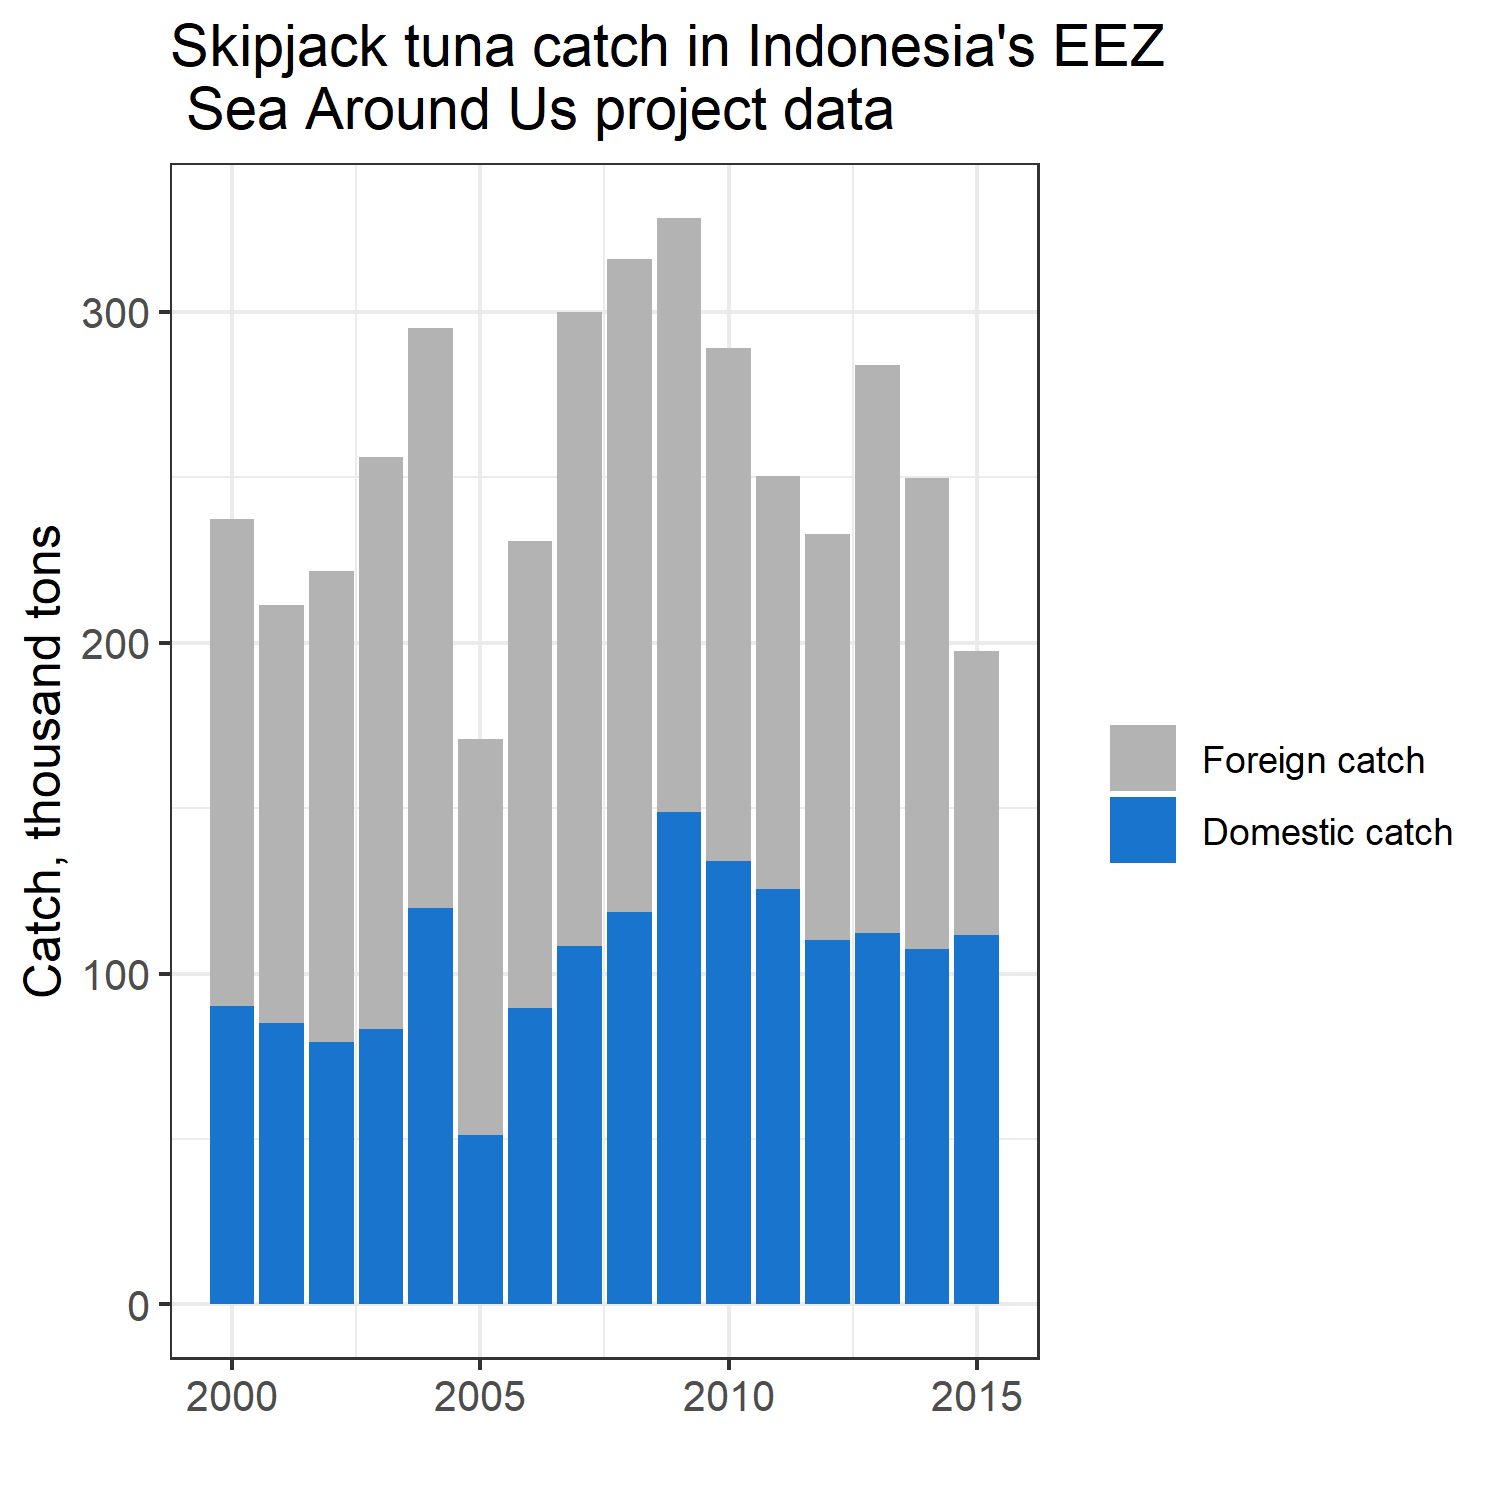 Skipjack tuna catch in Indonesia's EEZ
Sea Around Us project data
Catch, thousand tons
300
200
100
0
2000 2005 2010 2015
Foreign catch
Domestic catch